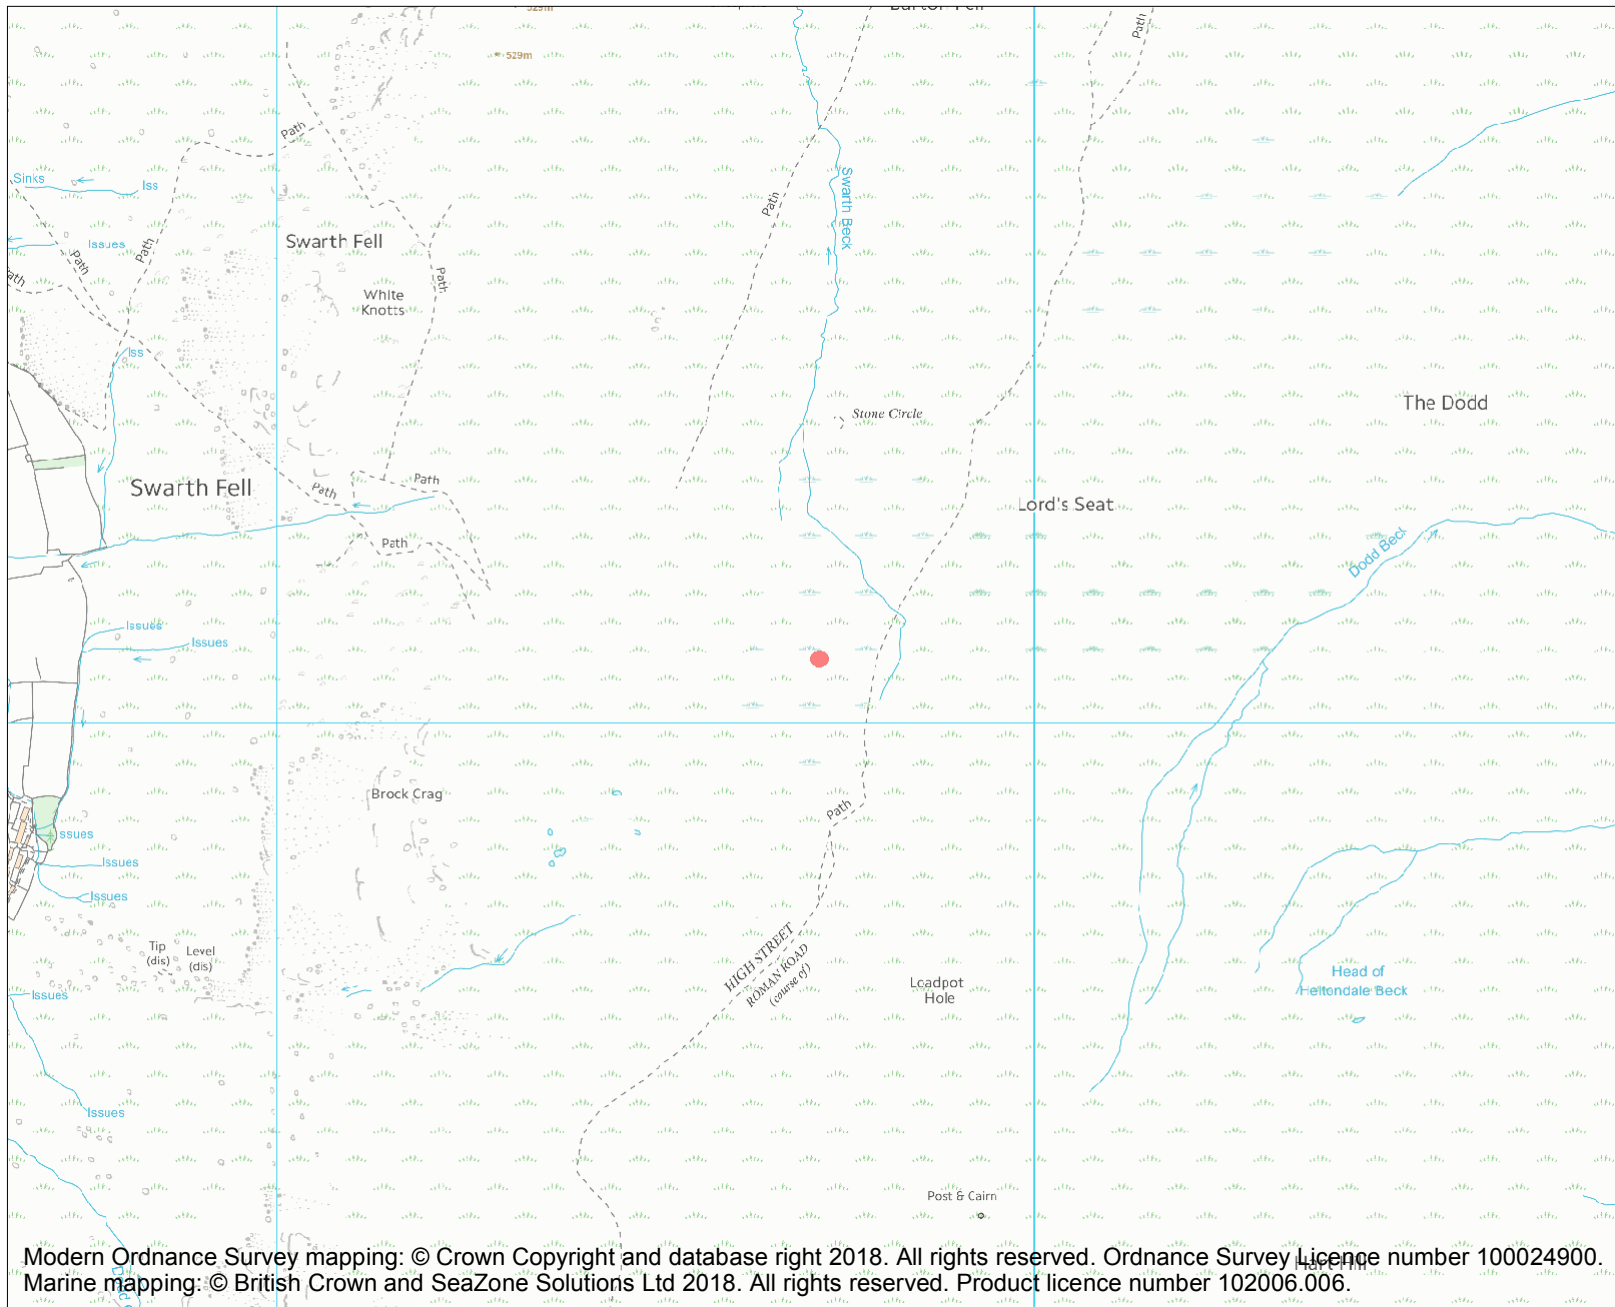 529m
529m
Path
Path
Sinks
Iss
Path
Swarth Beck
Issues
Path
Path
Swarth Fell
Path
White
Knotts
Iss
The Dodd
Stone Circle
Swarth Fell
Path
Path
Lord's Seat
Path
Dodd Beck
Issues
Issues
Brock Crag
Path
Issues
Issues
HIGH STREET
ROMAN ROAD
(course of)
Tip
(dis)
Level
(dis)
Loadpot
Hole
Head of
Heltondale Beck
Issues
Issues
Post & Cairn
Hart Hill
Modern Ordnance Survey mapping: © Crown Copyright and database right 2018. All rights reserved. Ordnance Survey Licence number 100024900.
Marine mapping: © British Crown and SeaZone Solutions Ltd 2018. All rights reserved. Product licence number 102006.006.